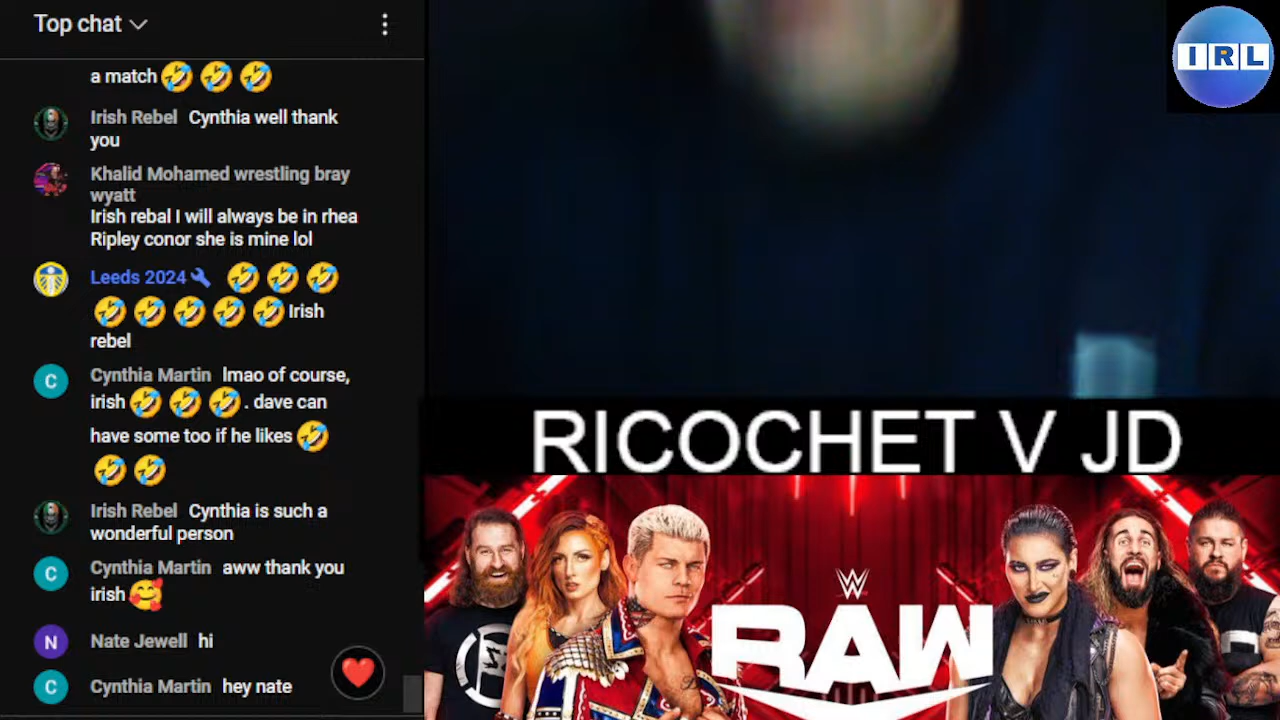 Top chat
a match🤣🤣🤣
Irish Rebel Cynthia well thank
you
Khalid Mohamed wrestling bray
wyatt
Irish rebal I will always be in rhea
Ripley conor she is mine lol
Leeds 2024 🤣🤣🤣
🤣🤣🤣🤣🤣Irish
rebel
Cynthia Martin lmao of course,
irish🤣🤣🤣. dave can
have some too if he likes🤣
🤣🤣
Irish Rebel Cynthia is such a
wonderful person
C
Cynthia Martin aww thank you
irish🥰
N
Nate Jewell hi
C
Cynthia Martin hey nate
C
IRL
RICOCHET V JD
W
RAW